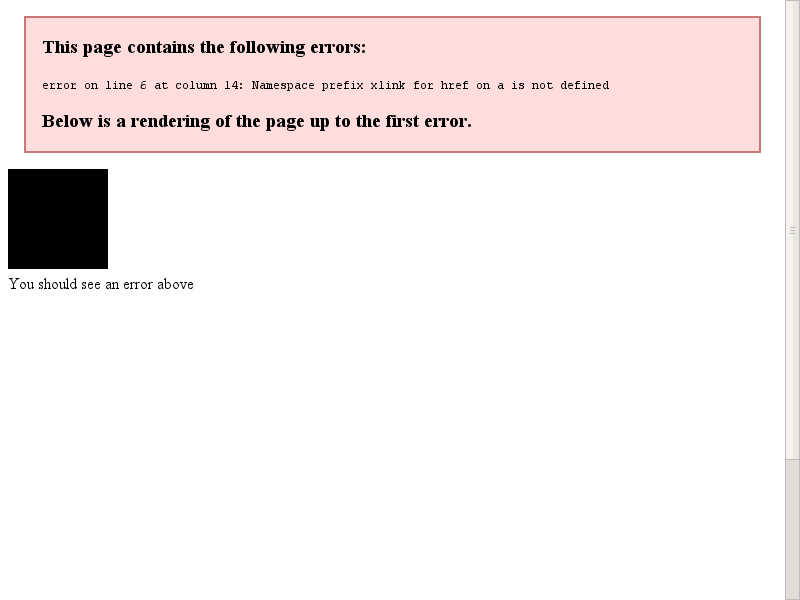 This page contains the following errors:
error on line 6 at column 14: Namespace prefix xlink for href on a is not defined
Below is a rendering of the page up to the first error.
You should see an error above